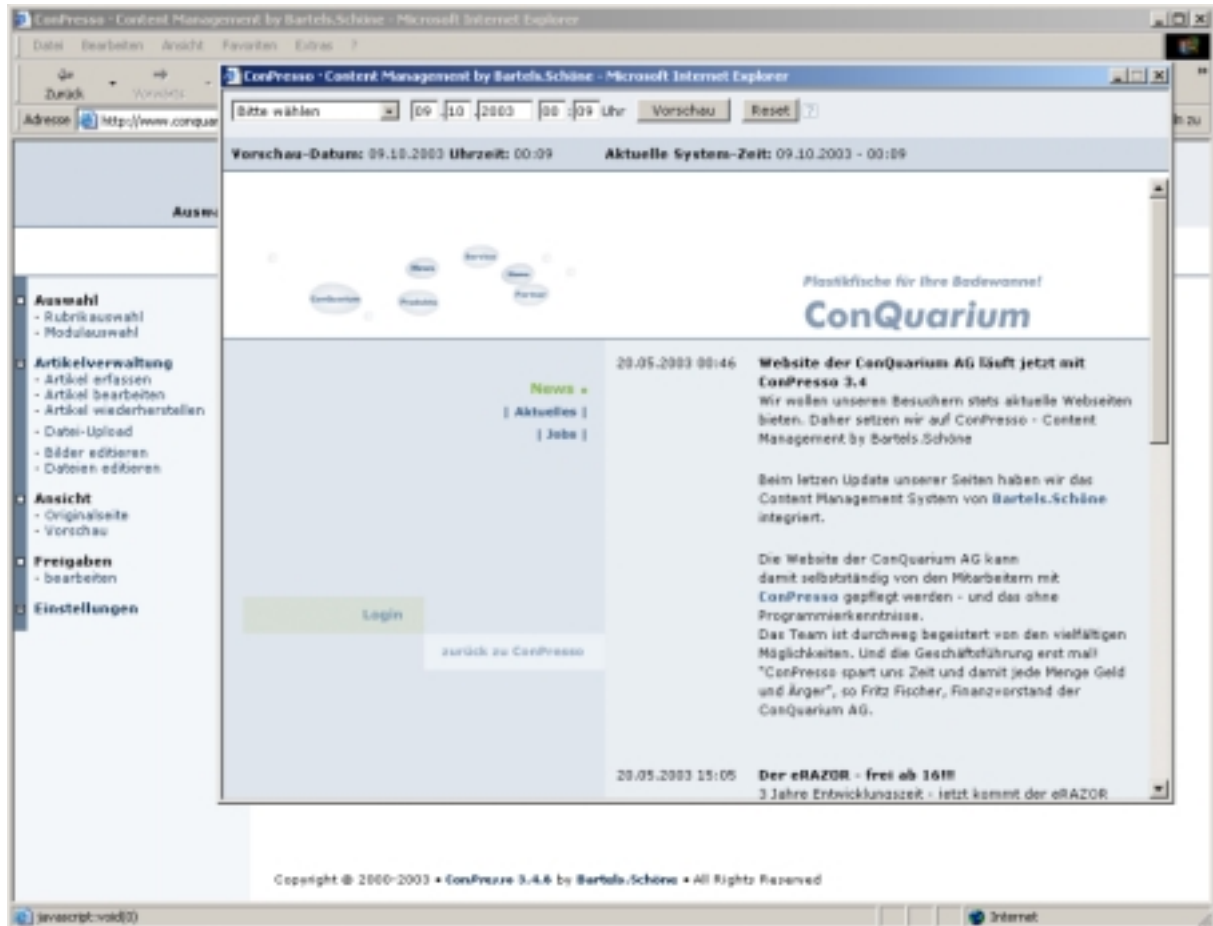 ConPresso · Content Management by Bartels.Schöne - Microsoft Internet Explorer
Datei Bearbeiten Ansicht Favoriten Extras ?
Zurück Vorwärts
Adresse http://www.conquar
Ausw
Auswahl
- Rubrikauswahl
- Modulauswahl
Artikelverwaltung
- Artikel erfassen
- Artikel bearbeiten
- Artikel wiederherstellen
- Datei-Upload
- Bilder editieren
- Dateien editieren
Ansicht
- Originalseite
- Vorschau
Freigaben
- bearbeiten
Einstellungen
ConPresso · Content Management by Bartels.Schöne - Microsoft Internet Explorer
Bitte wählen 09 . 10 . 2003 00 : 09 Uhr Vorschau Reset ?
Vorschau-Datum: 09.10.2003 Uhrzeit: 00:09 Aktuelle System-Zeit: 09.10.2003 - 00:09
Service
News
ConQuarium
Produkte
Partner
Plastikfische für Ihre Badewanne!
ConQuarium
News
| Aktuelles |
| Jobs |
Login
zurück zu ConPresso
20.05.2003 00:46 Website der ConQuarium AG läuft jetzt mit
ConPresso 3.4
Wir wollen unseren Besuchern stets aktuelle Webseiten
bieten. Daher setzen wir auf ConPresso - Content
Management by Bartels.Schöne
Beim letzen Update unserer Seiten haben wir das
Content Management System von Bartels.Schöne
integriert.
Die Website der ConQuarium AG kann
damit selbstständig von den Mitarbeitern mit
ConPresso gepflegt werden - und das ohne
Programmierkenntnisse.
Das Team ist durchweg begeistert von den vielfältigen
Möglichkeiten. Und die Geschäftsführung erst mal!
"ConPresso spart uns Zeit und damit jede Menge Geld
und Ärger", so Fritz Fischer, Finanzvorstand der
ConQuarium AG.
20.05.2003 15:05 Der eRAZOR - frei ab 16!!!
3 Jahre Entwicklungszeit - jetzt kommt der eRAZOR
Copyright © 2000-2003 • ConPresso 3.4.6 by Bartels.Schöne • All Rights Reserved
javascript:void(0) Internet